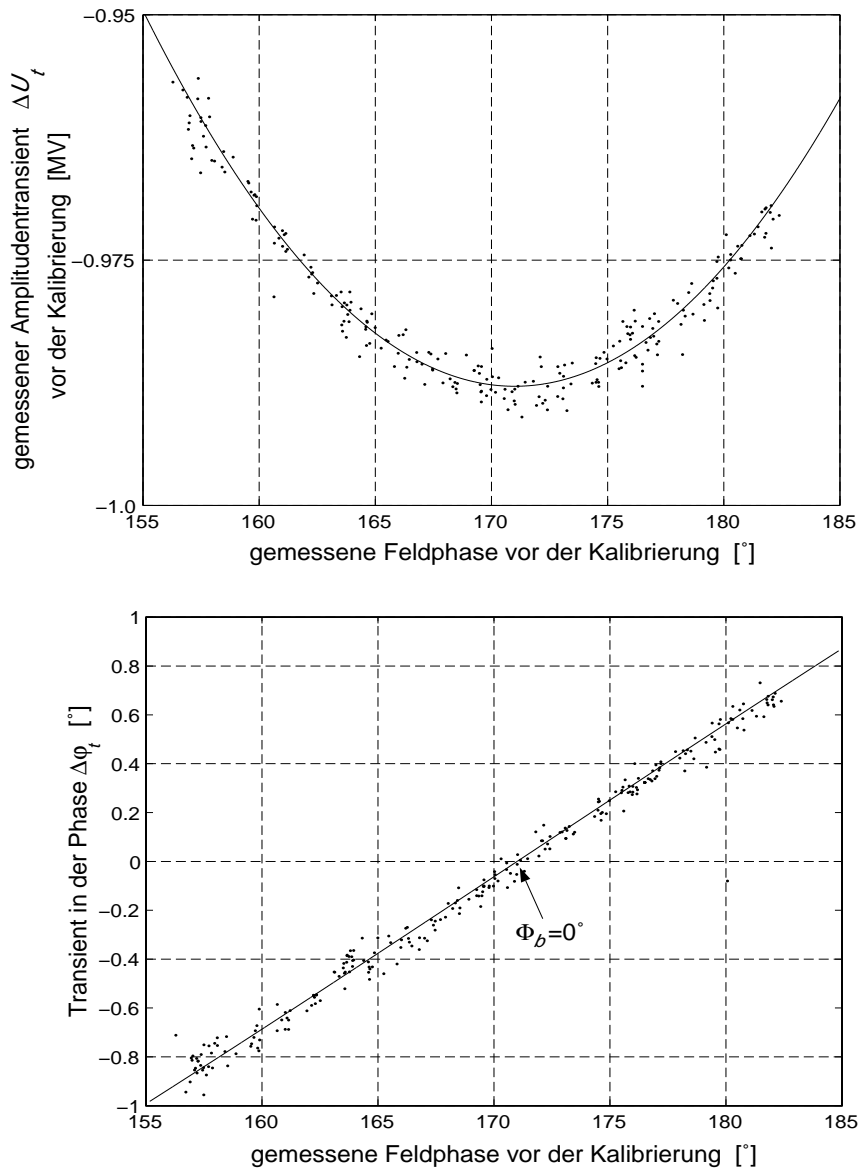 gemessener Amplitudentransient ΔU_t
vor der Kalibrierung [MV]
−0.95
−0.975
−1.0
155 160 165 170 175 180 185
gemessene Feldphase vor der Kalibrierung [°]
Transient in der Phase Δφ_t [°]
1
0.8
0.6
0.4
0.2
0
−0.2
−0.4
−0.6
−0.8
−1
Φ_b=0°
155 160 165 170 175 180 185
gemessene Feldphase vor der Kalibrierung [°]